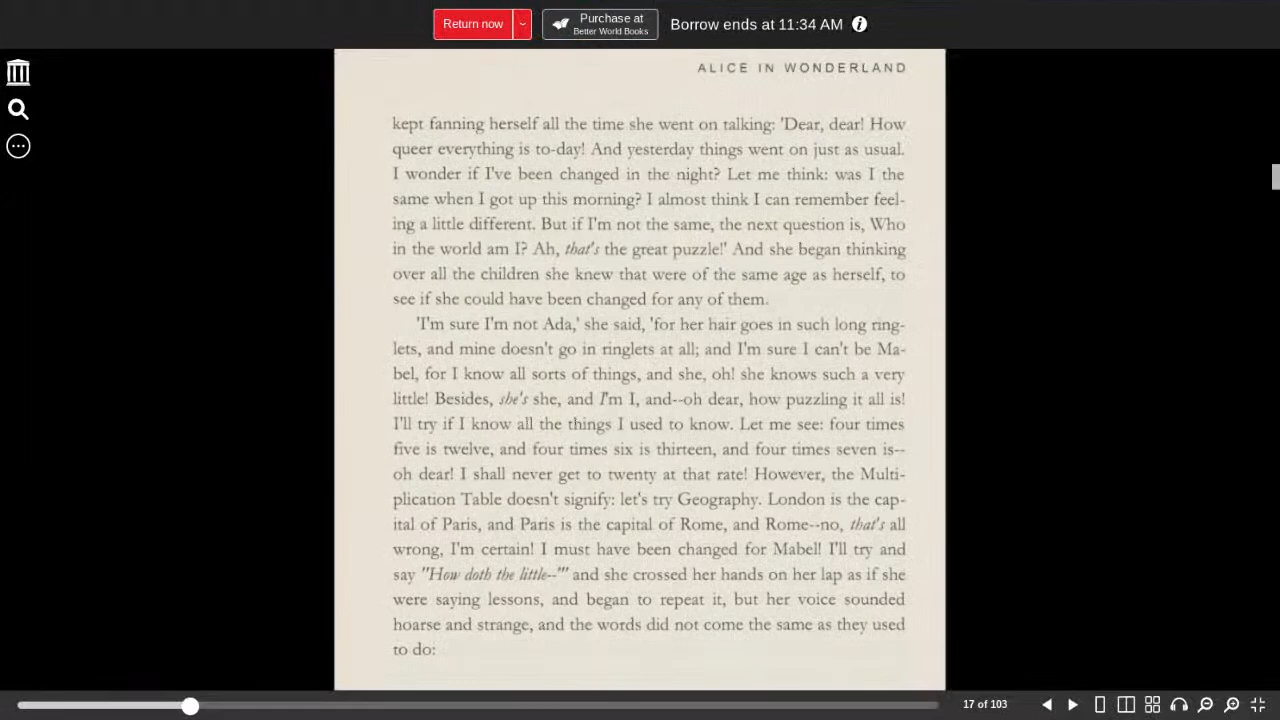 Return now
Purchase at
Better World Books
Borrow ends at 11:34 AM
ALICE IN WONDERLAND
kept fanning herself all the time she went on talking: 'Dear, dear! How
queer everything is to-day! And yesterday things went on just as usual.
I wonder if I've been changed in the night? Let me think: was I the
same when I got up this morning? I almost think I can remember feel-
ing a little different. But if I'm not the same, the next question is, Who
in the world am I? Ah, that's the great puzzle!' And she began thinking
over all the children she knew that were of the same age as herself, to
see if she could have been changed for any of them.
'I'm sure I'm not Ada,' she said, 'for her hair goes in such long ring-
lets, and mine doesn't go in ringlets at all; and I'm sure I can't be Ma-
bel, for I know all sorts of things, and she, oh! she knows such a very
little! Besides, she's she, and I'm I, and--oh dear, how puzzling it all is!
I'll try if I know all the things I used to know. Let me see: four times
five is twelve, and four times six is thirteen, and four times seven is--
oh dear! I shall never get to twenty at that rate! However, the Multi-
plication Table doesn't signify: let's try Geography. London is the cap-
ital of Paris, and Paris is the capital of Rome, and Rome--no, that's all
wrong, I'm certain! I must have been changed for Mabel! I'll try and
say "How doth the little--"' and she crossed her hands on her lap as if she
were saying lessons, and began to repeat it, but her voice sounded
hoarse and strange, and the words did not come the same as they used
to do:
17 of 103